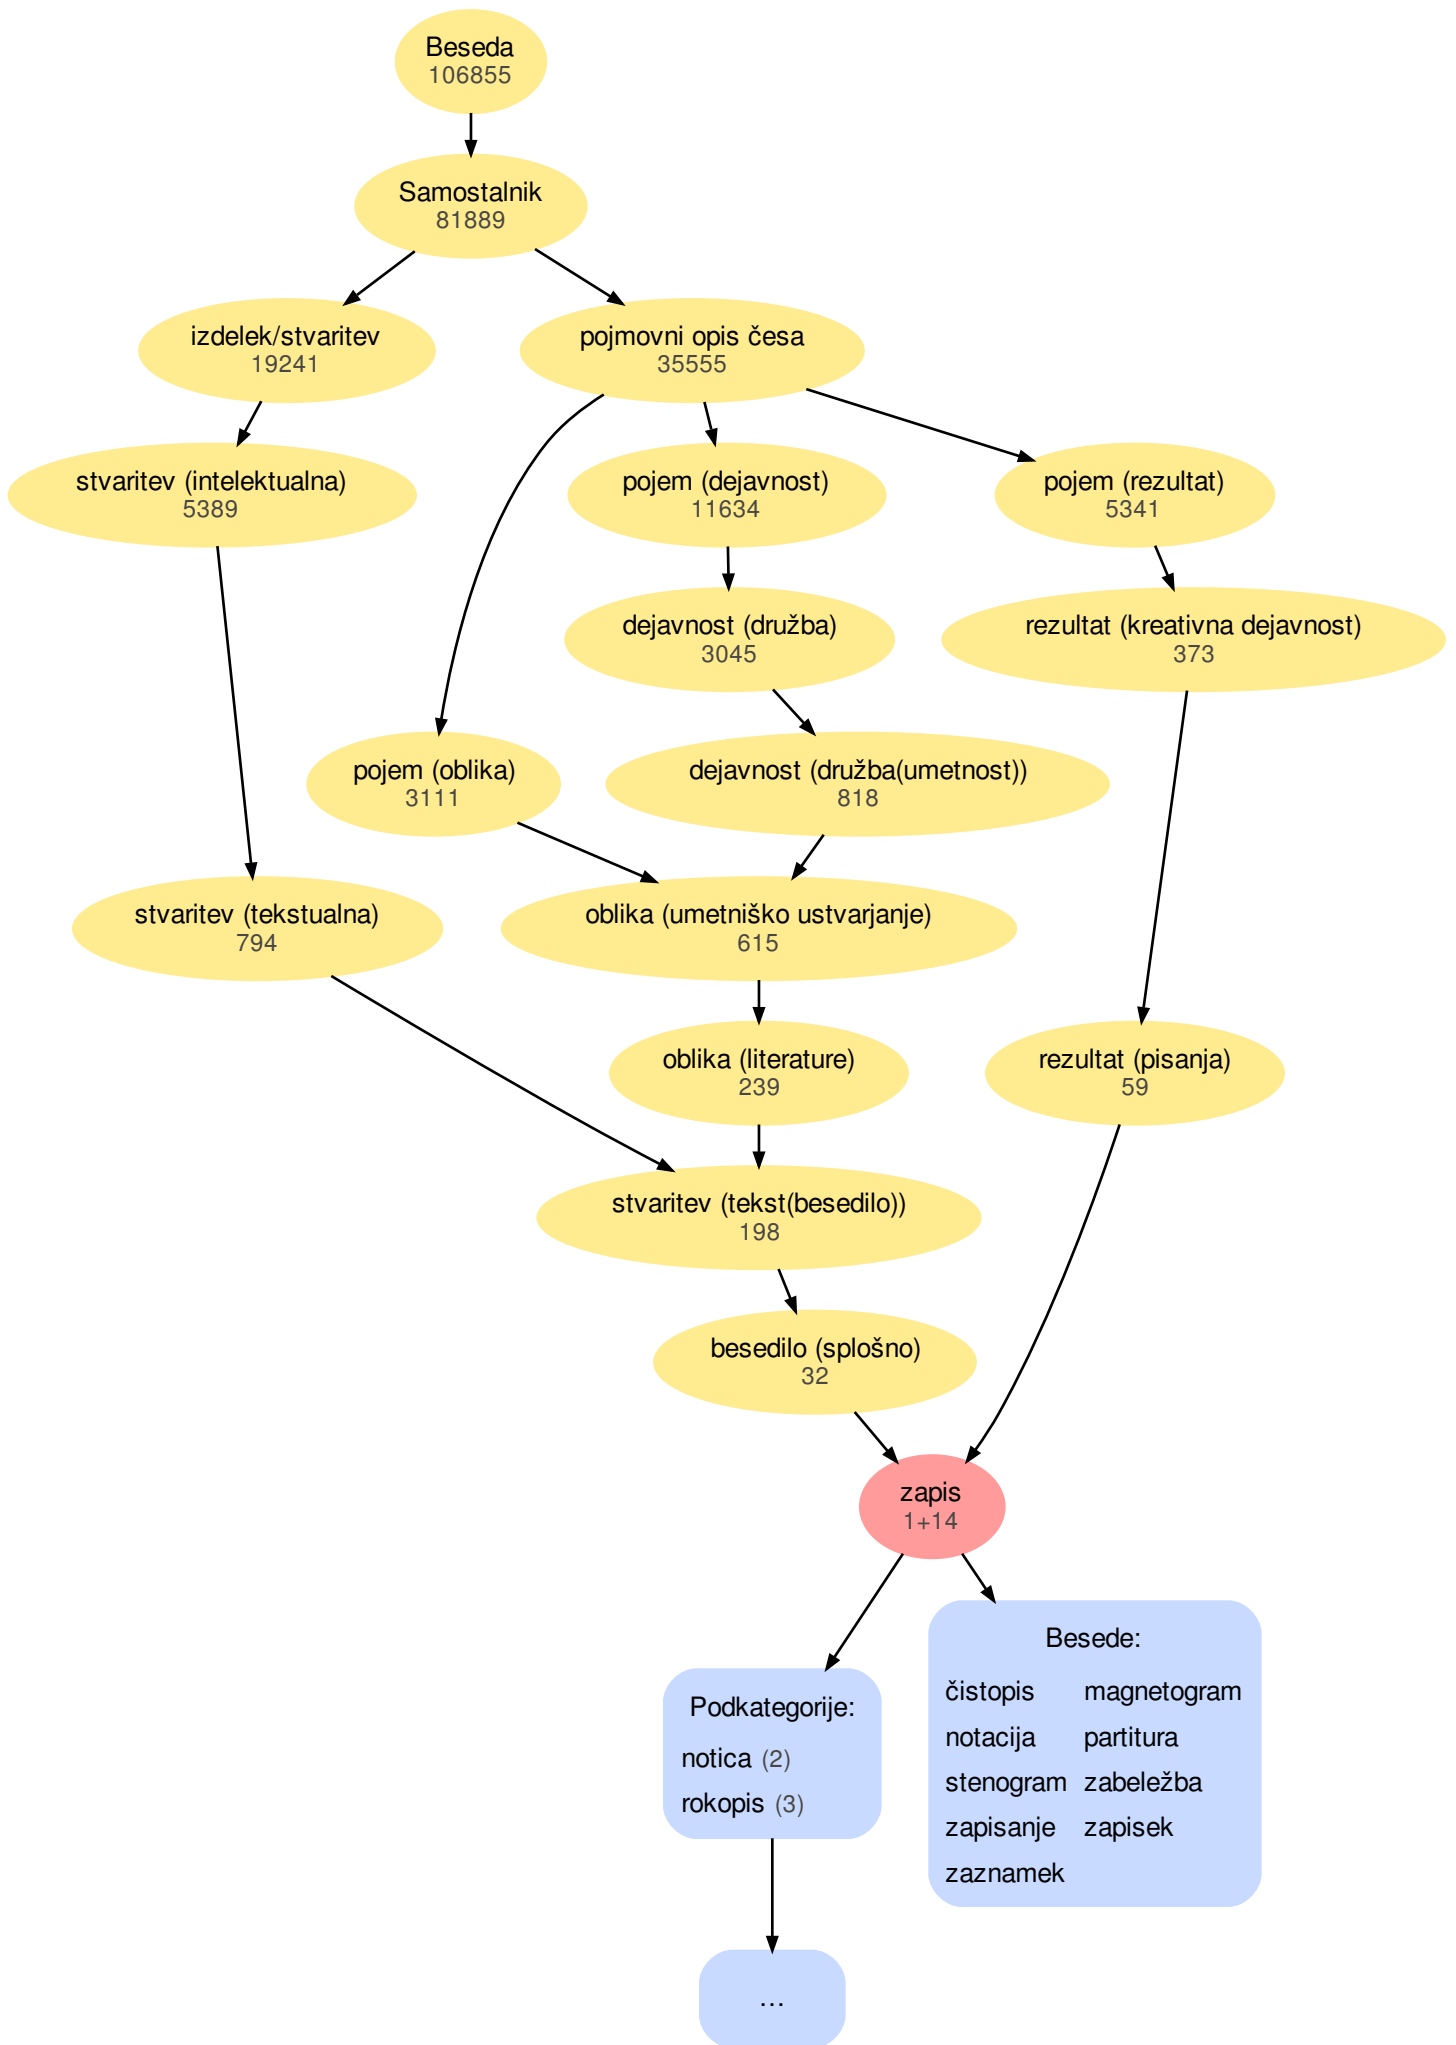 Beseda
106855
Samostalnik
81889
izdelek/stvaritev
19241
pojmovni opis česa
35555
stvaritev (intelektualna)
5389
pojem (dejavnost)
11634
pojem (rezultat)
5341
dejavnost (družba)
3045
rezultat (kreativna dejavnost)
373
pojem (oblika)
3111
dejavnost (družba(umetnost))
818
stvaritev (tekstualna)
794
oblika (umetniško ustvarjanje)
615
oblika (literature)
239
rezultat (pisanja)
59
stvaritev (tekst(besedilo))
198
besedilo (splošno)
32
zapis
1+14
Podkategorije:
notica (2)
rokopis (3)
Besede:
čistopis magnetogram
notacija partitura
stenogram zabeležba
zapisanje zapisek
zaznamek
...